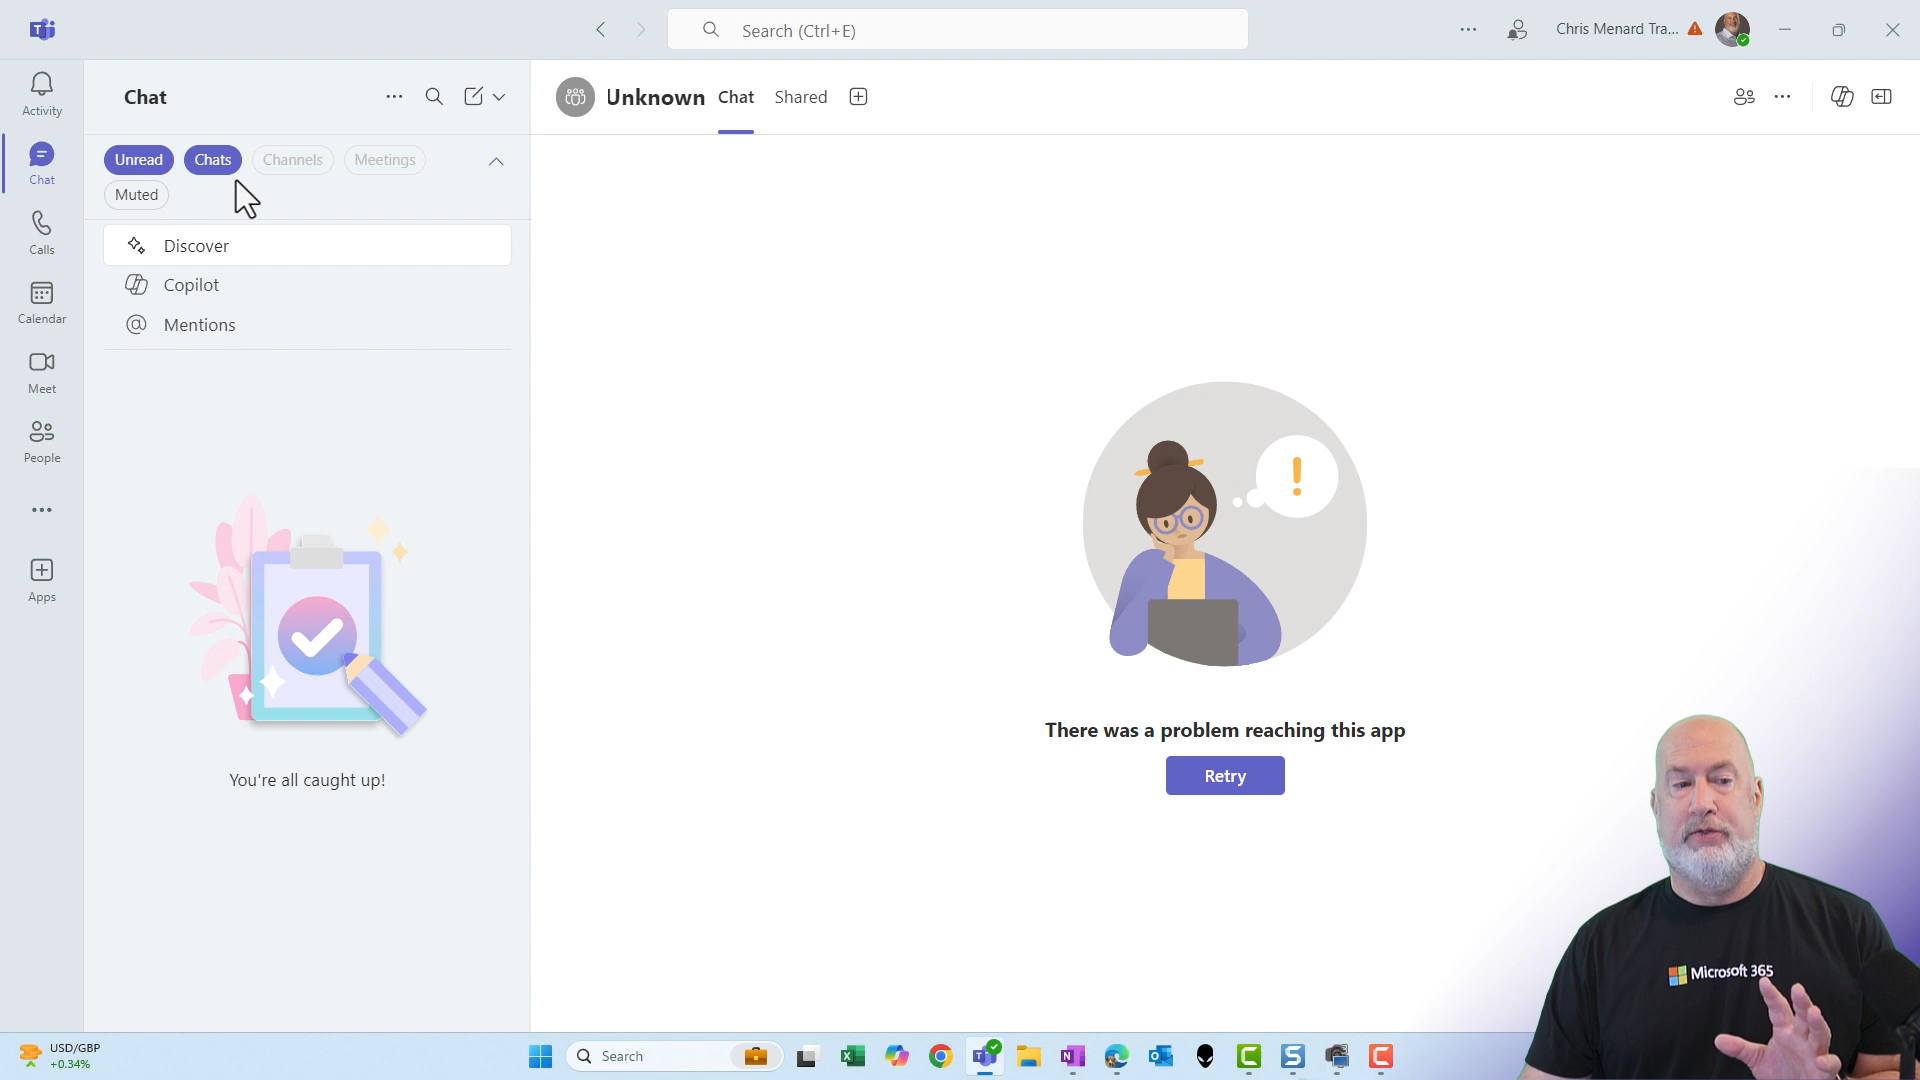 Search (Ctrl+E)
Chris Menard Tra...
Activity
Chat
Calls
Calendar
Meet
People
Apps
Chat
Unread
Chats
Channels
Meetings
Muted
Discover
Copilot
@ Mentions
You're all caught up!
Unknown
Chat
Shared
!
There was a problem reaching this app
Retry
Microsoft 365
USD/GBP
+0.34%
Search